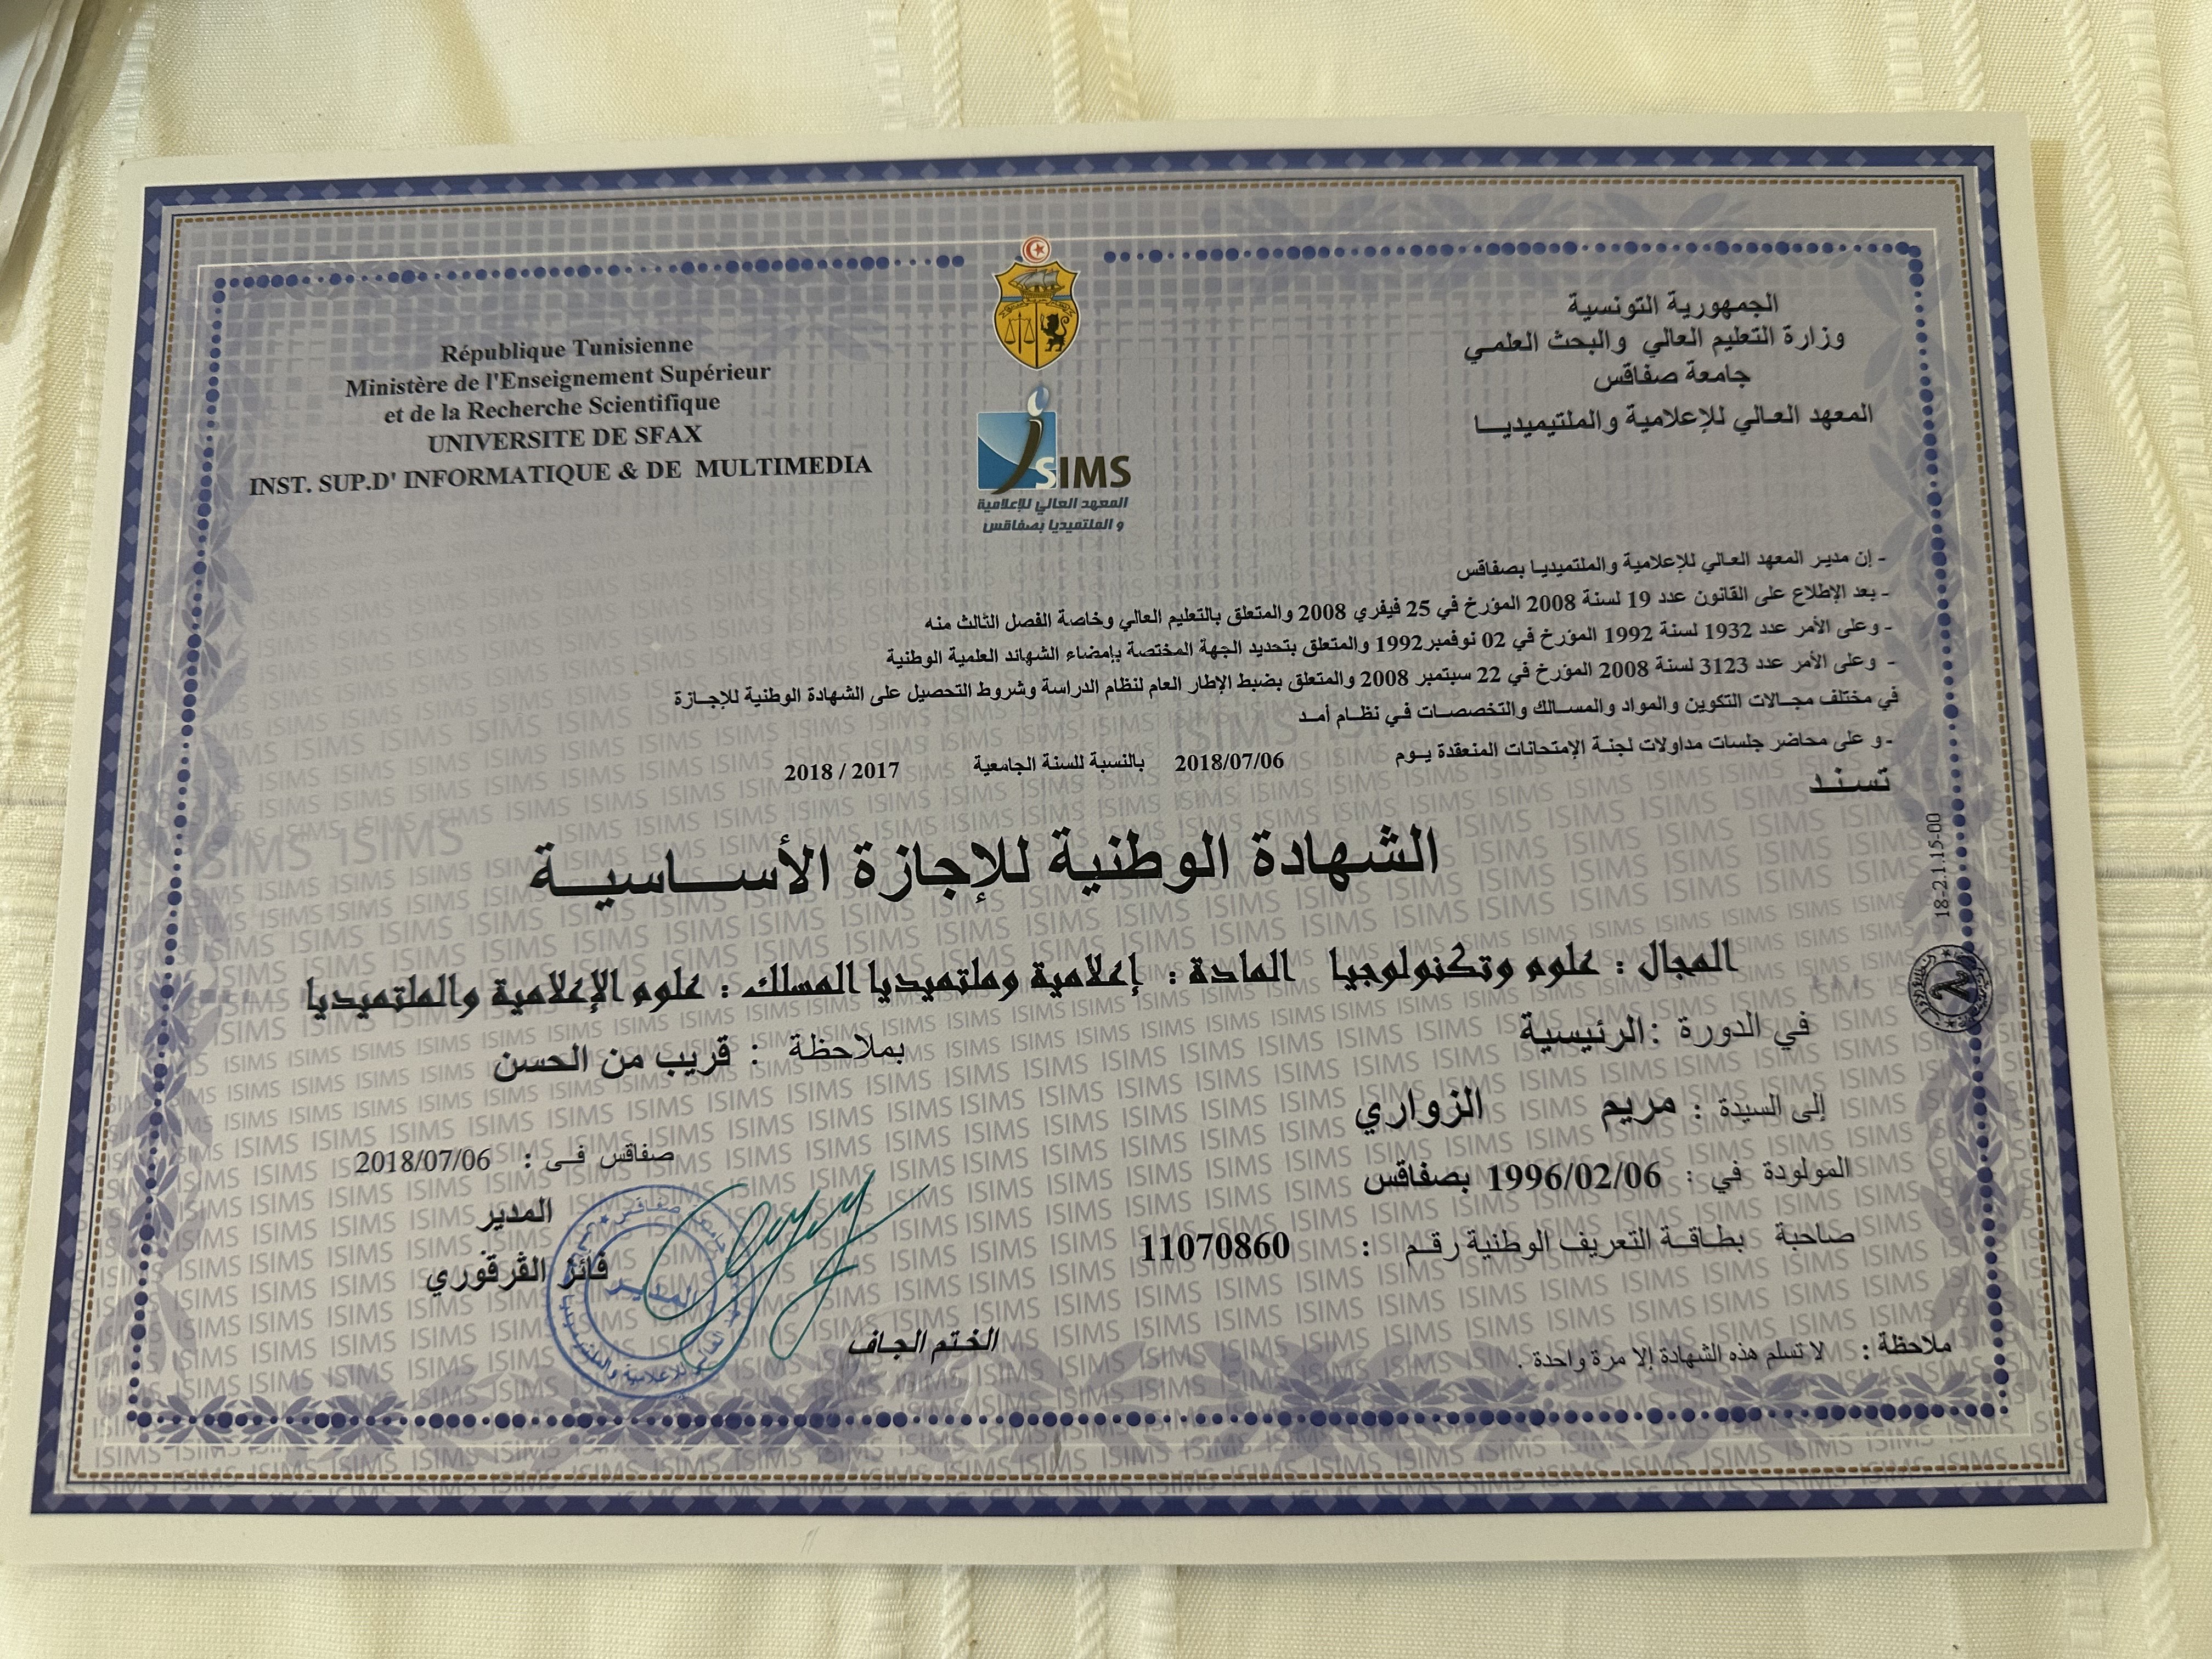 الجمهورية التونسية
وزارة التعليم العالي والبحث العلمي
جامعة صفاقس
المعهد العالي للإعلامية والملتيميديا
République Tunisienne
Ministère de l'Enseignement Supérieur
et de la Recherche Scientifique
UNIVERSITE DE SFAX
INST. SUP.D' INFORMATIQUE & DE MULTIMEDIA
iSIMS
المعهد العالي للإعلامية
و الملتميديا بصفاقس
- إن مدير المعهد العالي للإعلامية والملتميديا بصفاقس
- بعد الإطلاع على القانون عدد 19 لسنة 2008 المؤرخ في 25 فيفري 2008 والمتعلق بالتعليم العالي وخاصة الفصل الثالث منه
- وعلى الأمر عدد 1932 لسنة 1992 المؤرخ في 02 نوفمبر1992 والمتعلق بتحديد الجهة المختصة بإمضاء الشهائد العلمية الوطنية
- وعلى الأمر عدد 3123 لسنة 2008 المؤرخ في 22 سبتمبر 2008 والمتعلق بضبط الإطار العام لنظام الدراسة وشروط التحصيل على الشهادة الوطنية للإجازة
في مختلف مجالات التكوين والمواد والمسالك والتخصصات في نظام أمد
- و على محاضر جلسات مداولات لجنة الإمتحانات المنعقدة يوم 2018/07/06 بالنسبة للسنة الجامعية 2017 / 2018
تسند
الشهادة الوطنية للإجازة الأساسية
المجال : علوم وتكنولوجيا المادة : إعلامية وملتميديا المسلك : علوم الإعلامية والملتميديا
في الدورة : الرئيسية بملاحظة : قريب من الحسن
إلى السيدة : مريم الزواري
المولودة في : 1996/02/06 بصفاقس
صاحبة بطاقة التعريف الوطنية رقم : 11070860
صفاقس في : 2018/07/06
المدير
فائز القرقوري
المدير
الختم الجاف
ملاحظة : لا تسلم هذه الشهادة إلا مرة واحدة .
18-2.1.15-00